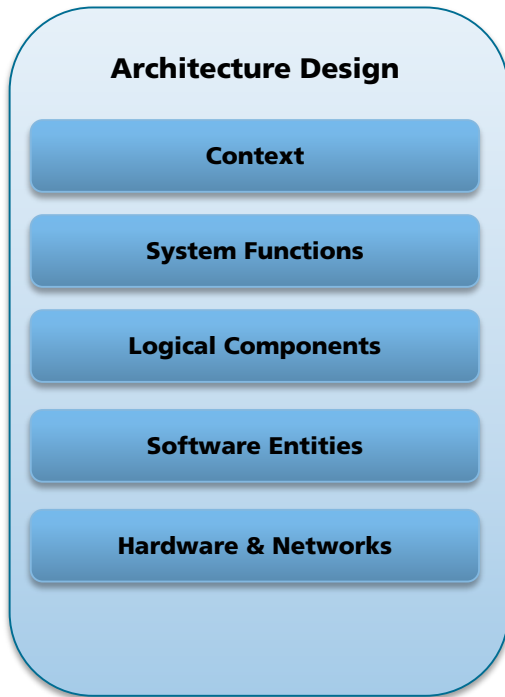 Architecture Design
Context
System Functions
Logical Components
Software Entities
Hardware & Networks